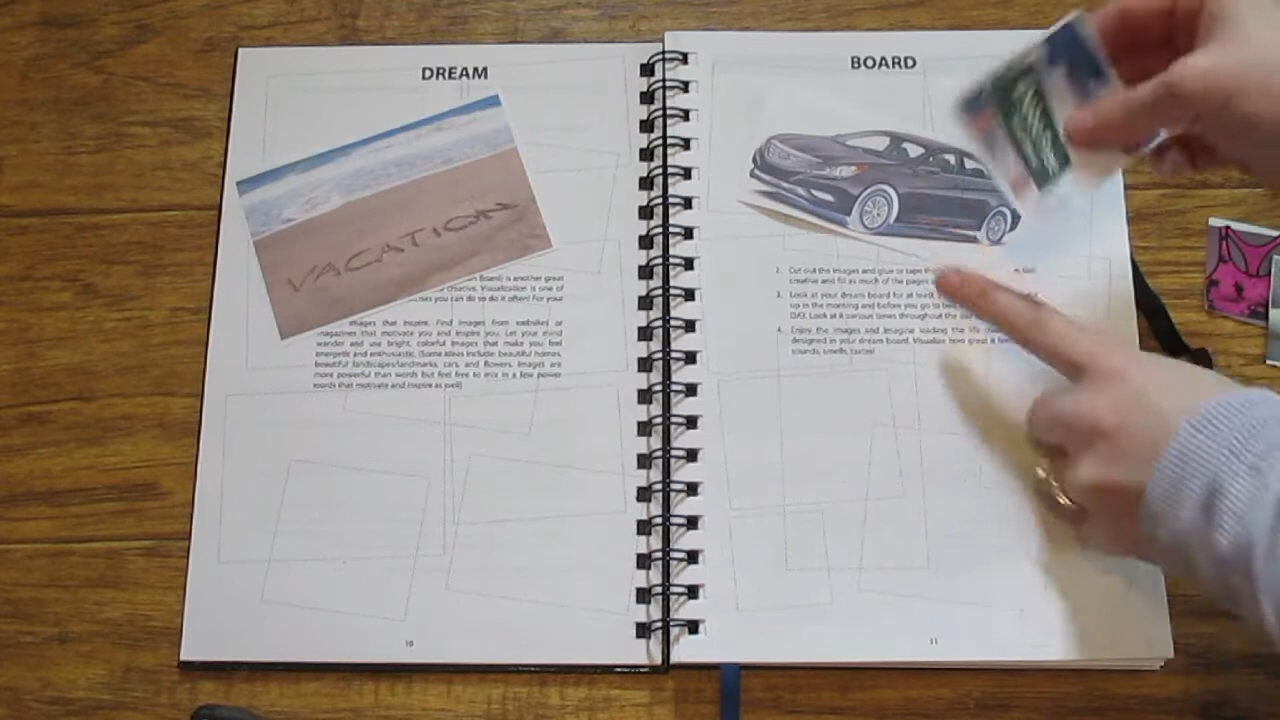 DREAM
VACATION
Board) is another great
creative. Visualization is one of
you can do so do it often! For your
images that inspire. Find images from websites or
magazines that motivate you and inspire you. Let your mind
wander and use bright, colorful images that make you feel
energetic and enthusiastic. (Some ideas include: beautiful homes,
beautiful landscapes/landmarks, cars, and flowers. Images are
more powerful than words but feel free to mix in a few power
words that motivate and inspire as well)
10
BOARD
2. Cut out the images and glue or tape
creative and fill as much of the pages
3. Look at your dream board for at least
up in the morning and before you go to bed
DAY. Look at it various times throughout the day
4. Enjoy the images and imagine leading the life
designed in your dream board. Visualize how great it
sounds, smells, tastes!
11